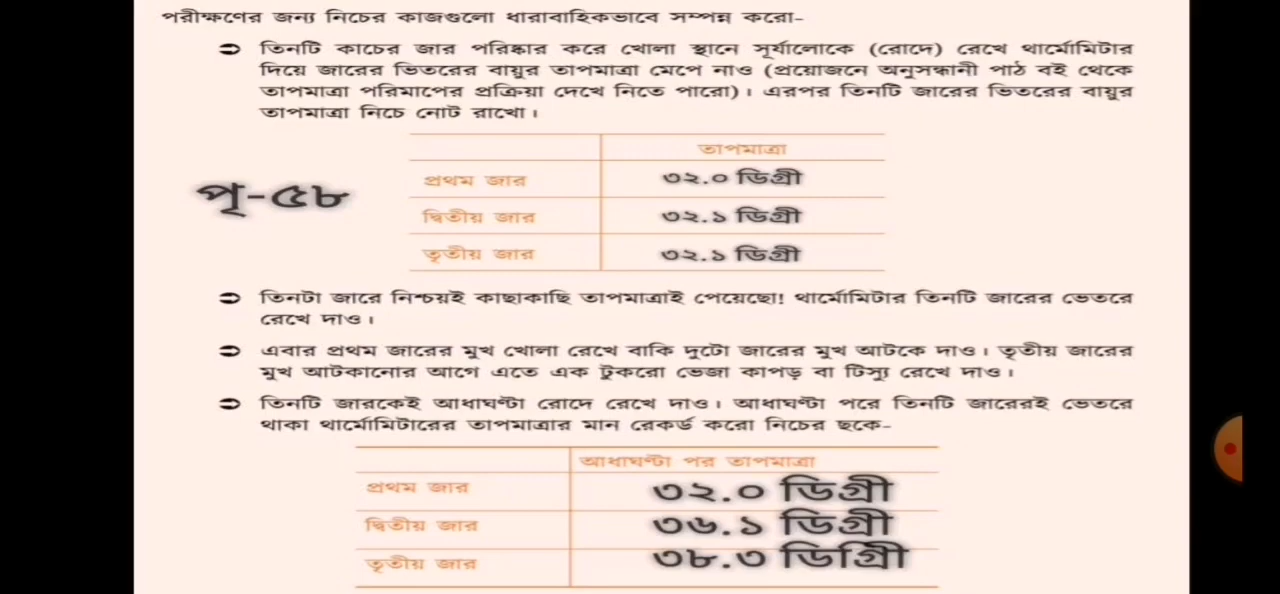 পরীক্ষণের জন্য নিচের কাজগুলো ধারাবাহিকভাবে সম্পন্ন করো-
➲ তিনটি কাচের জার পরিষ্কার করে খোলা স্থানে সূর্যালোকে (রোদে) রেখে থার্মোমিটার
দিয়ে জারের ভিতরের বায়ুর তাপমাত্রা মেপে নাও (প্রয়োজনে অনুসন্ধানী পাঠ বই থেকে
তাপমাত্রা পরিমাপের প্রক্রিয়া দেখে নিতে পারো)। এরপর তিনটি জারের ভিতরের বায়ুর
তাপমাত্রা নিচে নোট রাখো।
তাপমাত্রা
পৃ-৫৮
প্রথম জার ৩২.০ ডিগ্রী
দ্বিতীয় জার ৩২.১ ডিগ্রী
তৃতীয় জার ৩২.১ ডিগ্রী
➲ তিনটা জারে নিশ্চয়ই কাছাকাছি তাপমাত্রাই পেয়েছো! থার্মোমিটার তিনটি জারের ভেতরে
রেখে দাও।
➲ এবার প্রথম জারের মুখ খোলা রেখে বাকি দুটো জারের মুখ আটকে দাও। তৃতীয় জারের
মুখ আটকানোর আগে এতে এক টুকরো ভেজা কাপড় বা টিস্যু রেখে দাও।
➲ তিনটি জারকেই আধাঘণ্টা রোদে রেখে দাও। আধাঘণ্টা পরে তিনটি জারেরই ভেতরে
থাকা থার্মোমিটারের তাপমাত্রার মান রেকর্ড করো নিচের ছকে-
আধাঘণ্টা পর তাপমাত্রা
প্রথম জার ৩২.০ ডিগ্রী
দ্বিতীয় জার ৩৬.১ ডিগ্রী
তৃতীয় জার ৩৮.৩ ডিগ্রিী